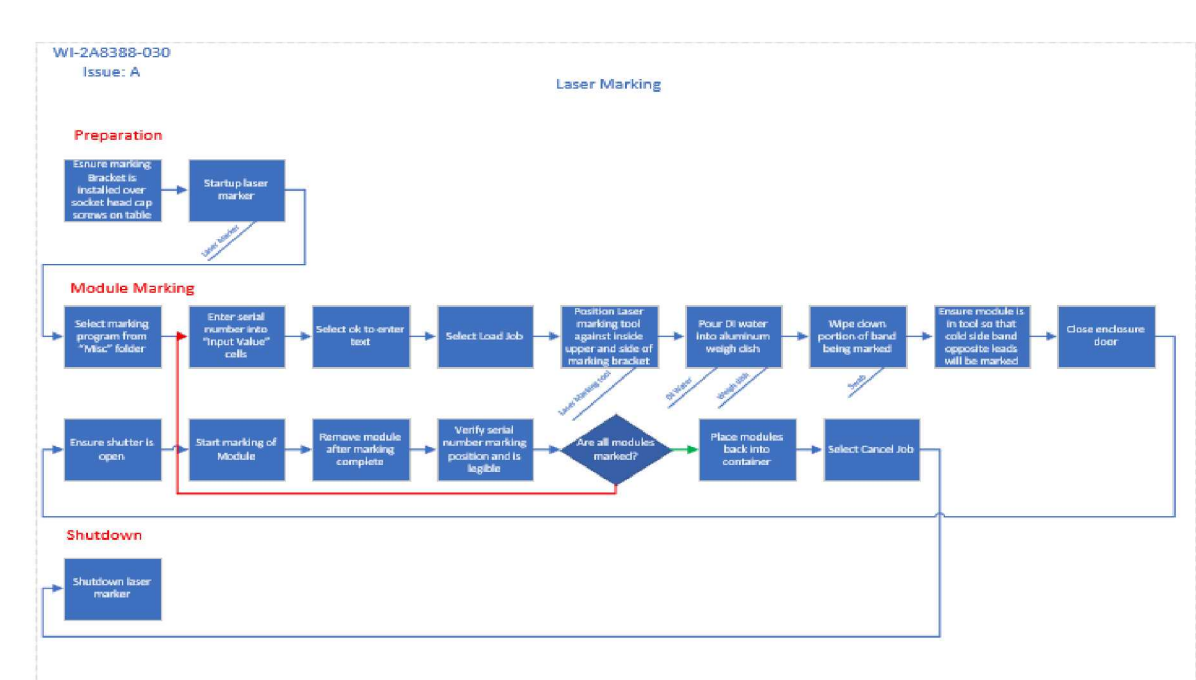 WI-2A8388-030
Issue: A
Laser Marking
Preparation
Esnure marking
Bracket is
installed over
socket head cap
screws on table
Startup laser
marker
Laser Marker
Module Marking
Select marking
program from
"Misc" folder
Enter serial
number into
"Input Value"
cells
Select ok to enter
text
Select Load Job
Position Laser
marking tool
against inside
upper and side of
marking bracket
Laser Marking Tool
Pour DI water
into aluminum
weigh dish
DI Water
Weigh Dish
Wipe down
portion of band
being marked
Swab
Ensure module is
in tool so that
cold side band
opposite leads
will be marked
Close enclosure
door
Ensure shutter is
open
Start marking of
Module
Remove module
after marking
complete
Verify serial
number marking
position and is
legible
Are all modules
marked?
Place modules
back into
container
Select Cancel Job
Shutdown
Shutdown laser
marker